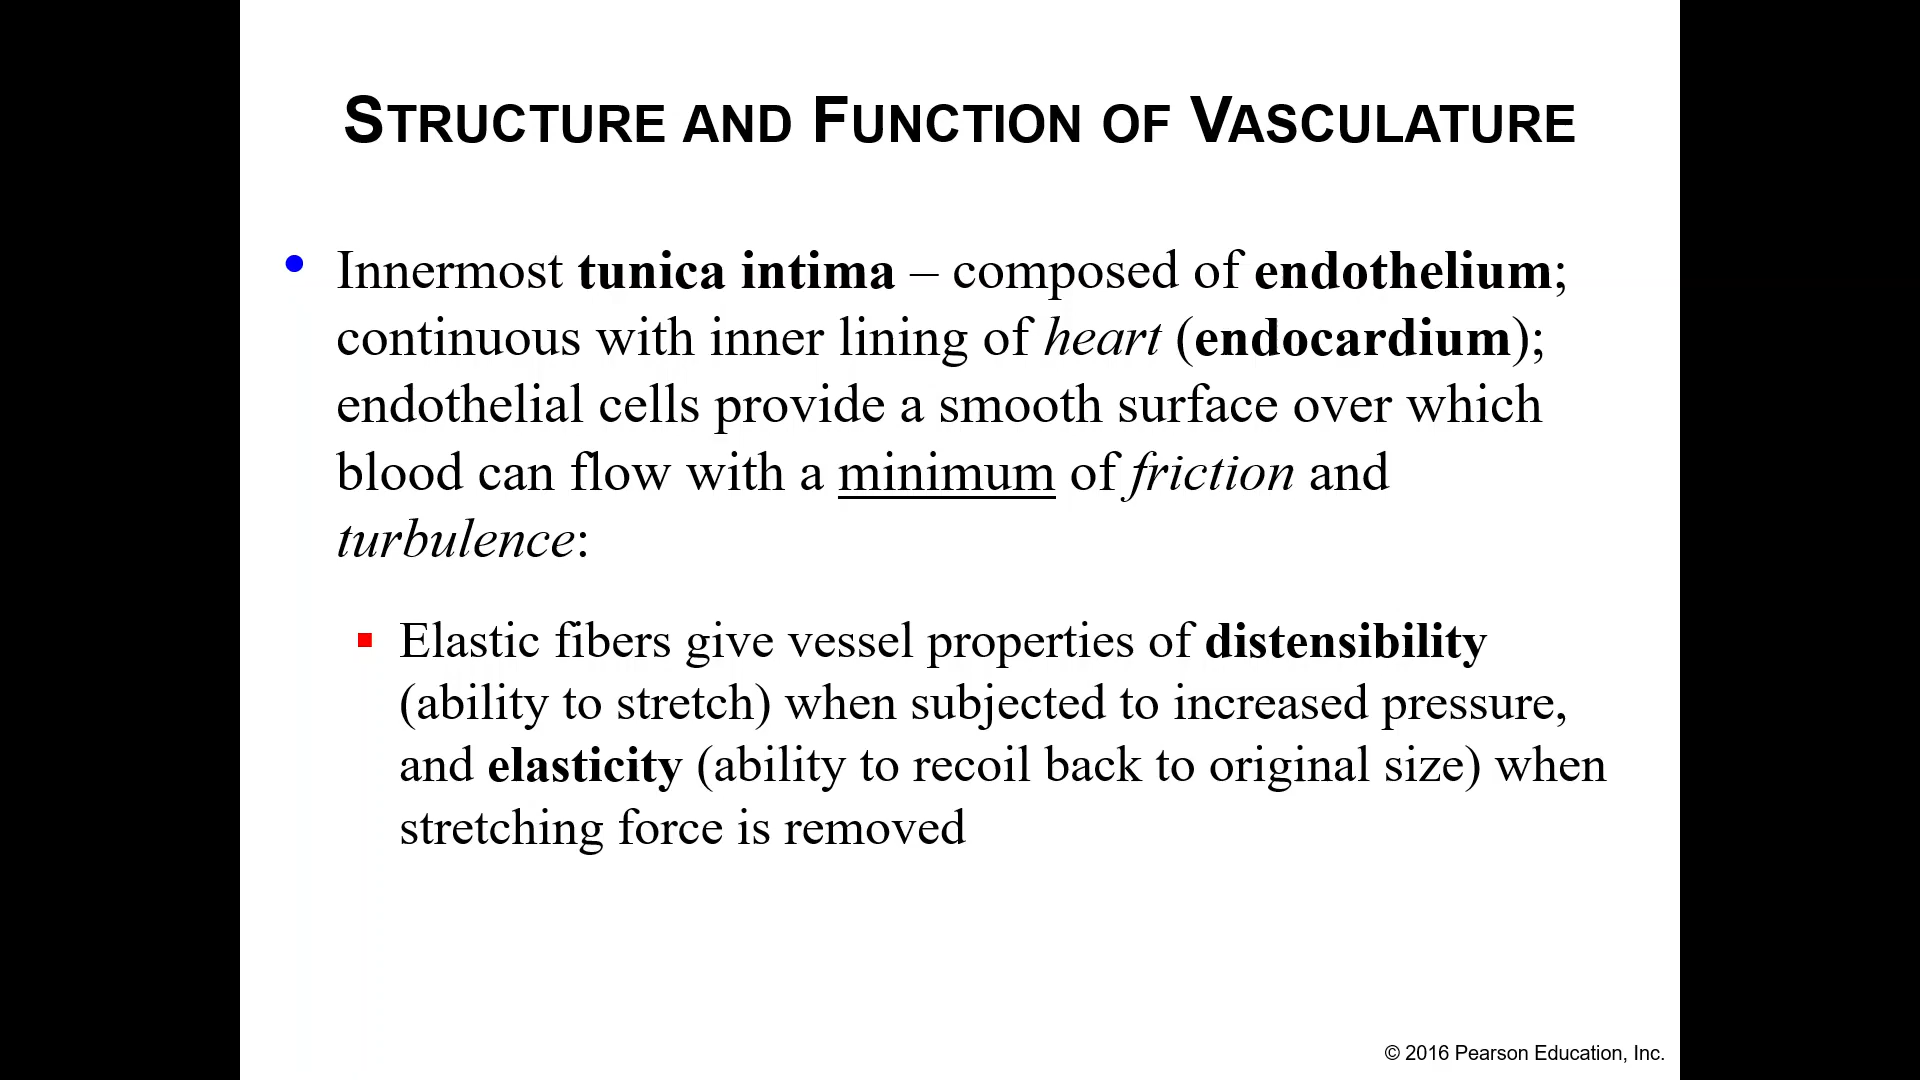 STRUCTURE AND FUNCTION OF VASCULATURE
• Innermost tunica intima – composed of endothelium;
continuous with inner lining of heart (endocardium);
endothelial cells provide a smooth surface over which
blood can flow with a minimum of friction and
turbulence:
▪ Elastic fibers give vessel properties of distensibility
(ability to stretch) when subjected to increased pressure,
and elasticity (ability to recoil back to original size) when
stretching force is removed
© 2016 Pearson Education, Inc.